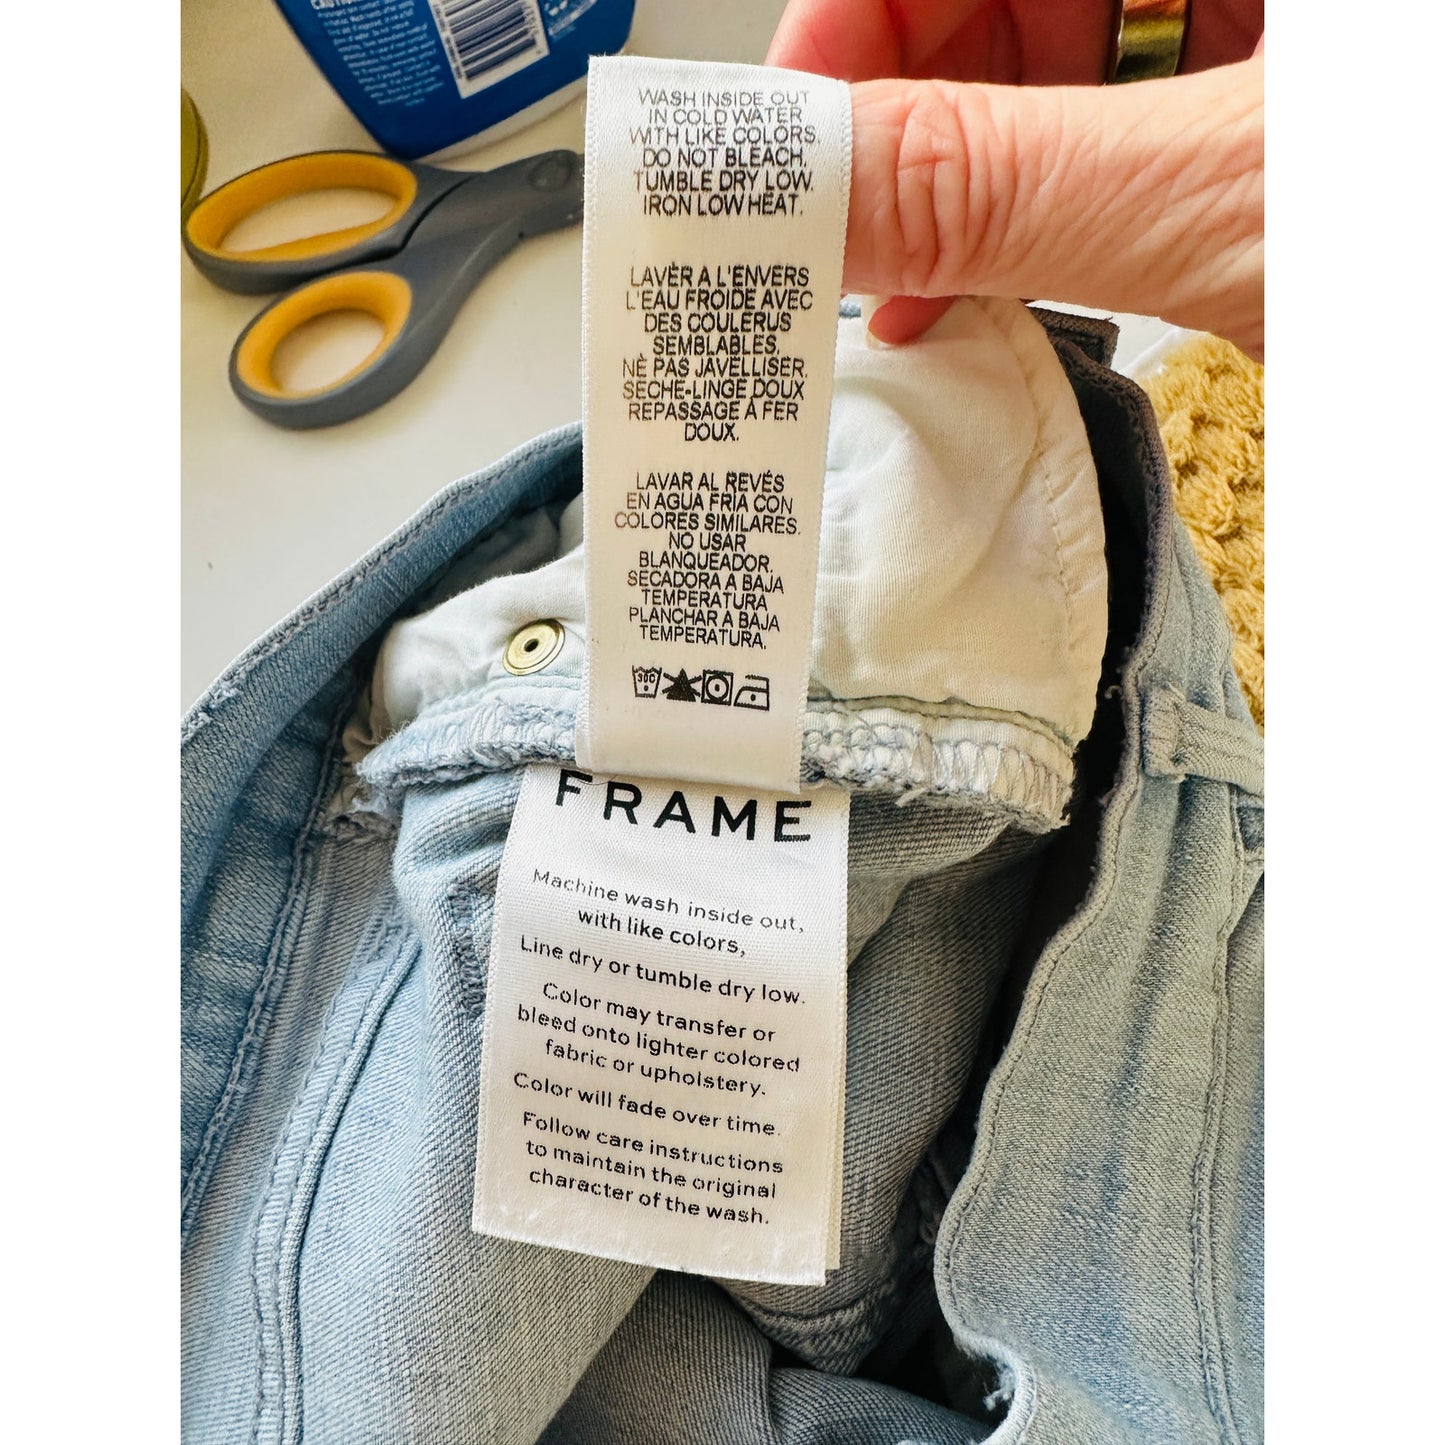 WASH INSIDE OUT
IN COLD WATER
WITH LIKE COLORS.
DO NOT BLEACH.
TUMBLE DRY LOW.
IRON LOW HEAT.
LAVÈR A L'ENVERS
L'EAU FROIDE AVEC
DES COULERUS
SEMBLABLES.
NÈ PAS JAVELLISER.
SECHE-LINGE DOUX
REPASSAGE À FER
DOUX.
LAVAR AL REVÉS
EN AGUA FRIA CON
COLORES SIMILARES.
NO USAR
BLANQUEADOR.
SECADORA A BAJA
TEMPERATURA
PLANCHAR A BAJA
TEMPERATURA.
30C
FRAME
Machine wash inside out,
with like colors,
Line dry or tumble dry low.
Color may transfer or
bleed onto lighter colored
fabric or upholstery.
Color will fade over time.
Follow care instructions
to maintain the original
character of the wash.